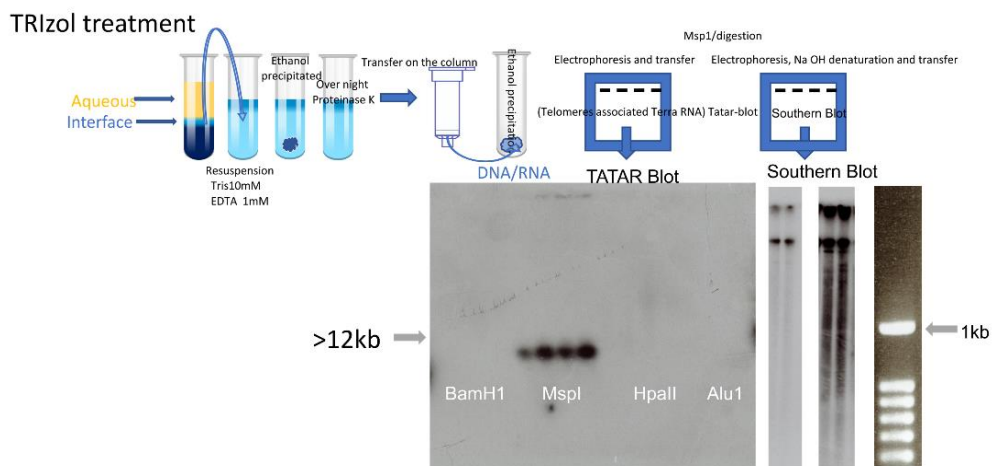 TRIzol treatment
Aqueous
Interface
Ethanol
precipitated
Over night
Proteinase K
Resuspension
Tris10mM
EDTA 1mM
Transfer on the column
Ethanol precipitation
DNA/RNA
Msp1/digestion
Electrophoresis and transfer
(Telomeres associated Terra RNA) Tatar-blot
Electrophoresis, Na OH denaturation and transfer
Southern Blot
TATAR Blot
Southern Blot
>12kb
1kb
BamH1
MspI
HpaII
Alu1